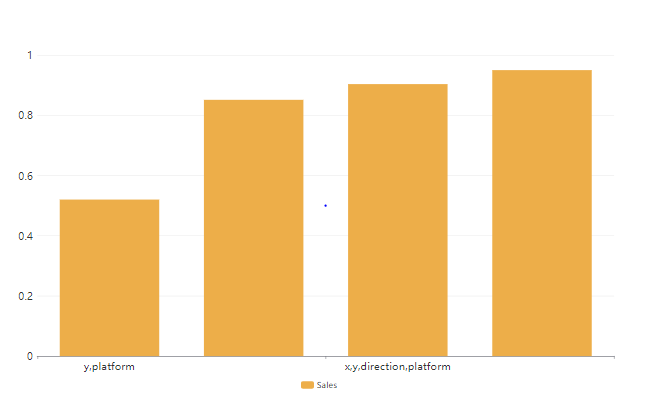 1
0.8
0.6
0.4
0.2
0
y,platform
x,y,direction,platform
Sales